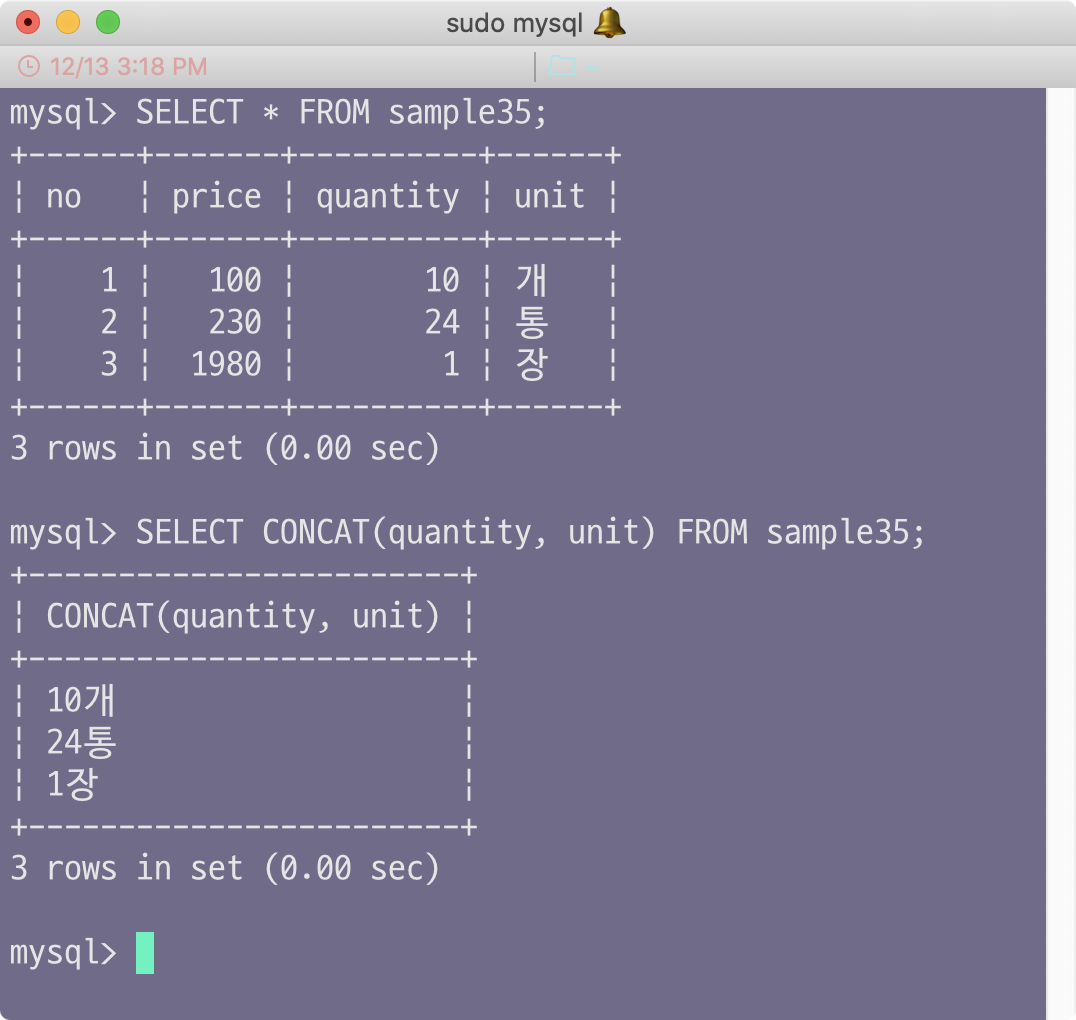 sudo mysql 🔔
12/13 3:18 PM ~
mysql> SELECT * FROM sample35;
+------+-------+----------+------+
| no   | price | quantity | unit |
+------+-------+----------+------+
|    1 |   100 |       10 | 개   |
|    2 |   230 |       24 | 통   |
|    3 |  1980 |        1 | 장   |
+------+-------+----------+------+
3 rows in set (0.00 sec)
mysql> SELECT CONCAT(quantity, unit) FROM sample35;
+------------------------+
| CONCAT(quantity, unit) |
+------------------------+
| 10개                   |
| 24통                   |
| 1장                    |
+------------------------+
3 rows in set (0.00 sec)
mysql>